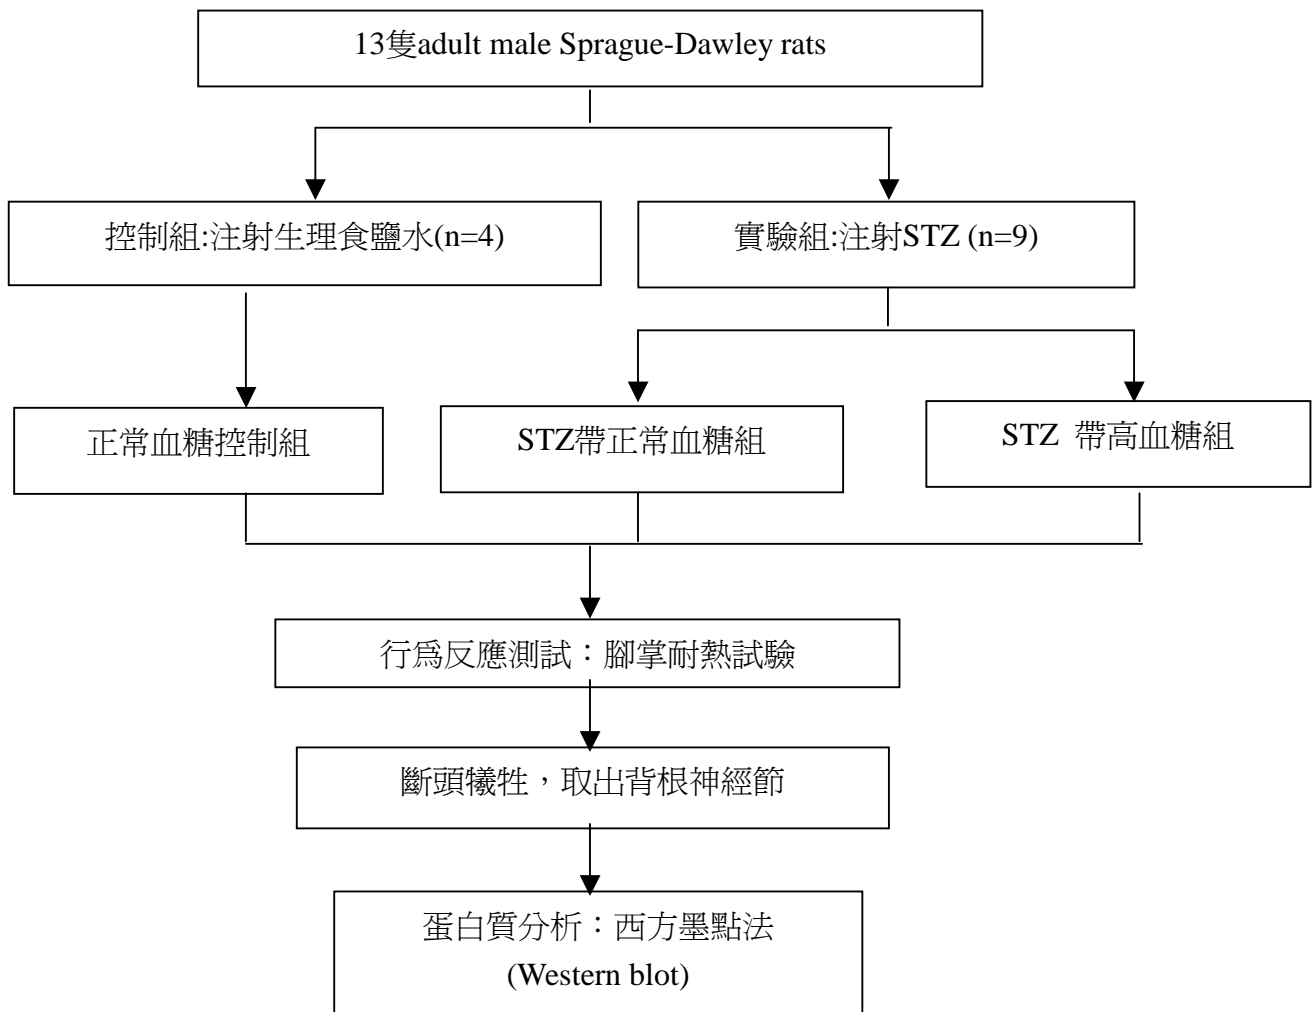 13隻adult male Sprague-Dawley rats
控制組:注射生理食鹽水(n=4)
實驗組:注射STZ (n=9)
正常血糖控制組
STZ帶正常血糖組
STZ 帶高血糖組
行為反應測試：腳掌耐熱試驗
斷頭犧牲，取出背根神經節
蛋白質分析：西方墨點法
(Western blot)